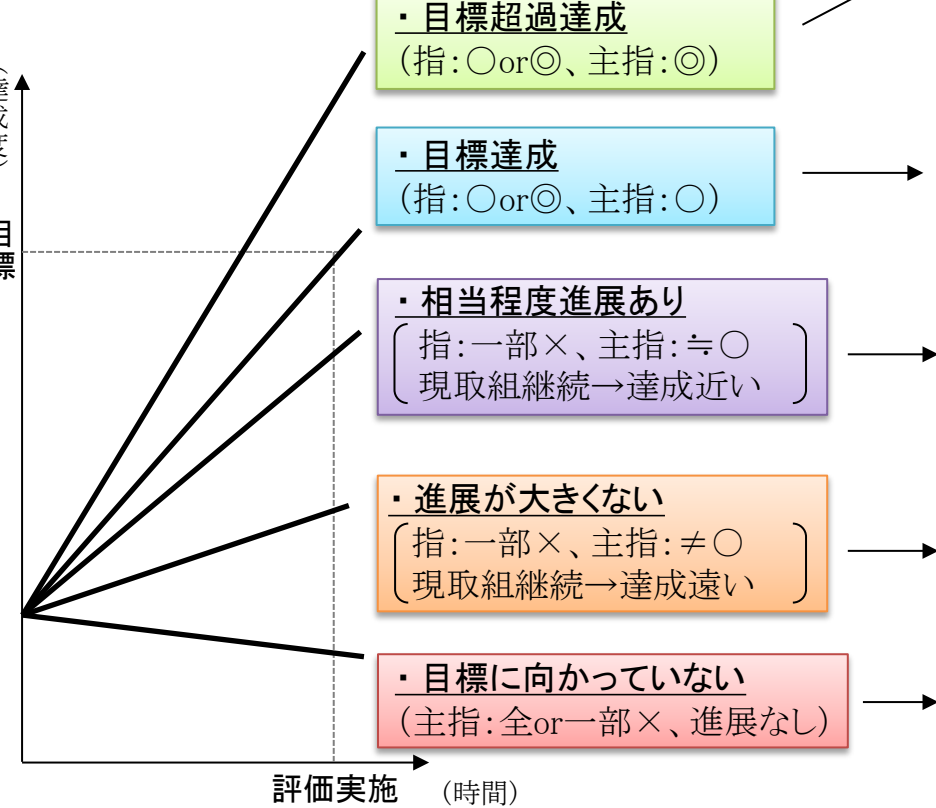 ・目標超過達成
（指：○or◎、主指：◎）
（達成度）
・目標達成
（指：○or◎、主指：○）
目標
・相当程度進展あり
指：一部×、主指：≒○
現取組継続→達成近い
・進展が大きくない
指：一部×、主指：≠○
現取組継続→達成遠い
・目標に向かっていない
（主指：全or一部×、進展なし）
評価実施
（時間）